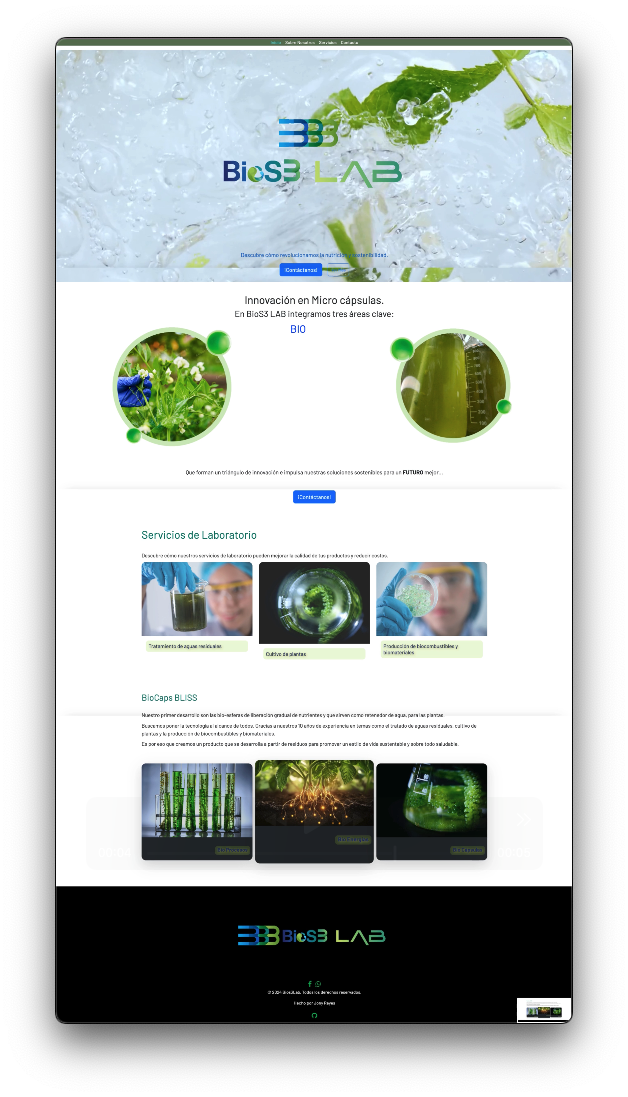 Inicio Sobre Nosotros Servicios Contacto
BioS3 LAB
Descubre cómo revolucionamos la nutrición y sostenibilidad.
¡Contáctanos!
Innovación en Micro cápsulas.
En BioS3 LAB integramos tres áreas clave:
BIO
Que forman un triángulo de innovación e impulsa nuestras soluciones sostenibles para un FUTURO mejor...
¡Contáctanos!
Servicios de Laboratorio
Descubre cómo nuestros servicios de laboratorio pueden mejorar la calidad de tus productos y reducir costos.
Tratamiento de aguas residuales
Cultivo de plantas
Producción de biocombustibles y
biomateriales
BioCaps BLISS
Nuestro primer desarrollo son las bio-esferas de liberación gradual de nutrientes y que sirven como retenedor de agua, para las plantas
Buscamos poner la tecnología al alcance de todos. Gracias a nuestros 10 años de experiencia en temas como el tratado de aguas residuales, cultivo de
plantas y la producción de biocombustibles y biomateriales.
Es por eso que creamos un producto que se desarrolla a partir de residuos para promover un estilo de vida sustentable y sobre todo saludable.
BioS3 LAB
© 2024 Bios3Lab. Todos los derechos reservados.
Hecho por Jony Reyes